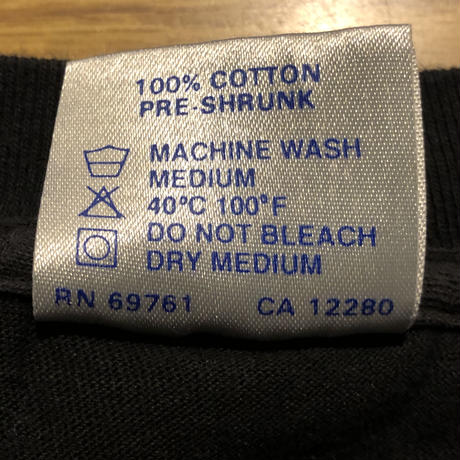 100% COTTON
PRE-SHRUNK
MACHINE WASH
MEDIUM
40°C 100°F
DO NOT BLEACH
DRY MEDIUM
RN 69761 CA 12280